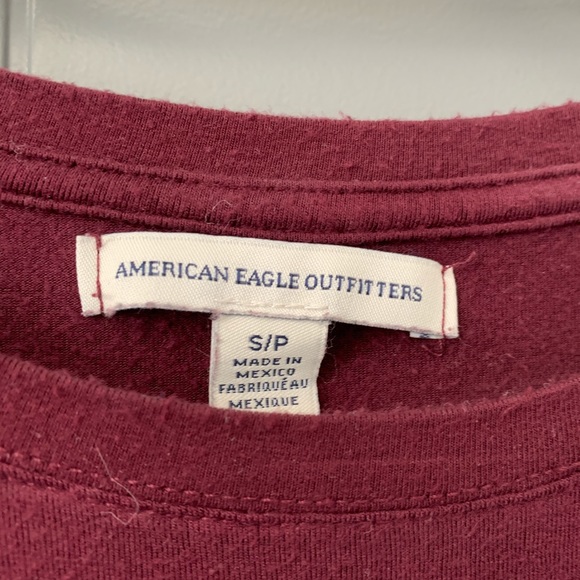 AMERICAN EAGLE OUTFITTERS
S/P
MADE IN
MEXICO
FABRIQUÉAU
MEXIQUE